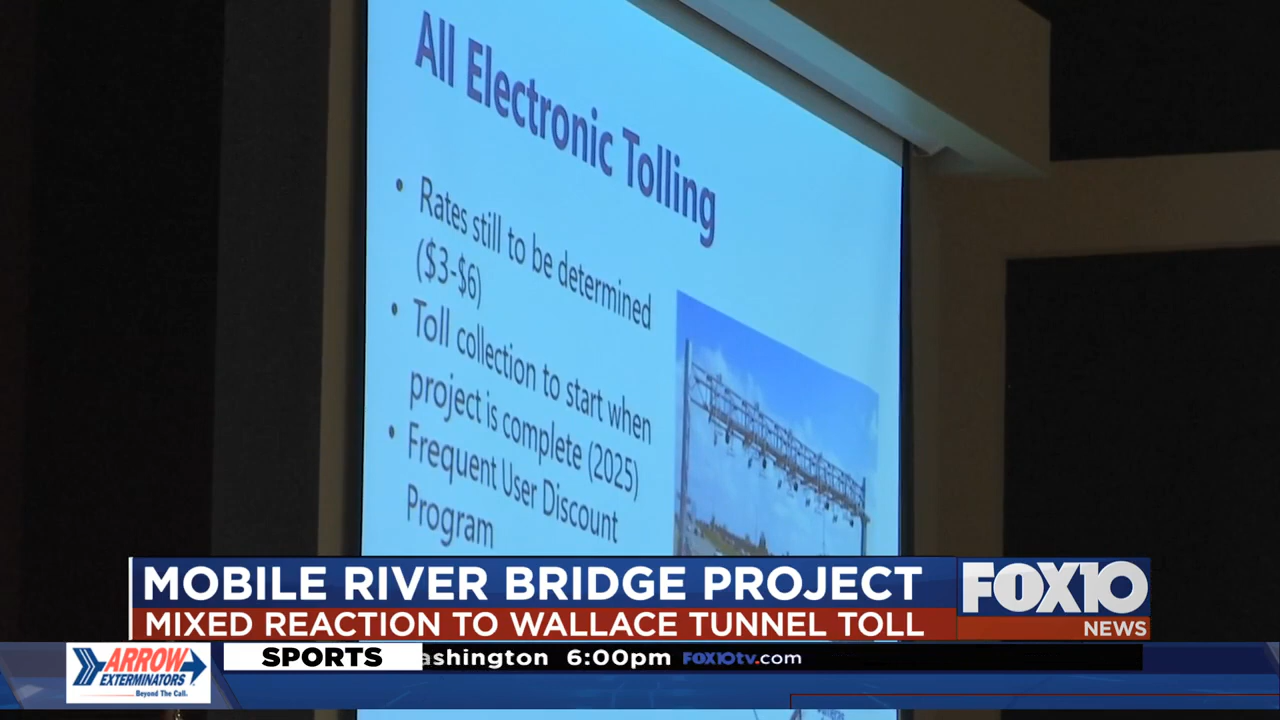 All Electronic Tolling
• Rates still to be determined
($3-$6)
• Toll collection to start when
project is complete (2025)
• Frequent User Discount
Program
MOBILE RIVER BRIDGE PROJECT
MIXED REACTION TO WALLACE TUNNEL TOLL
FOX10
NEWS
ARROW
EXTERMINATORS
Beyond The Call.
SPORTS
ashington 6:00pm FOX10tv.com